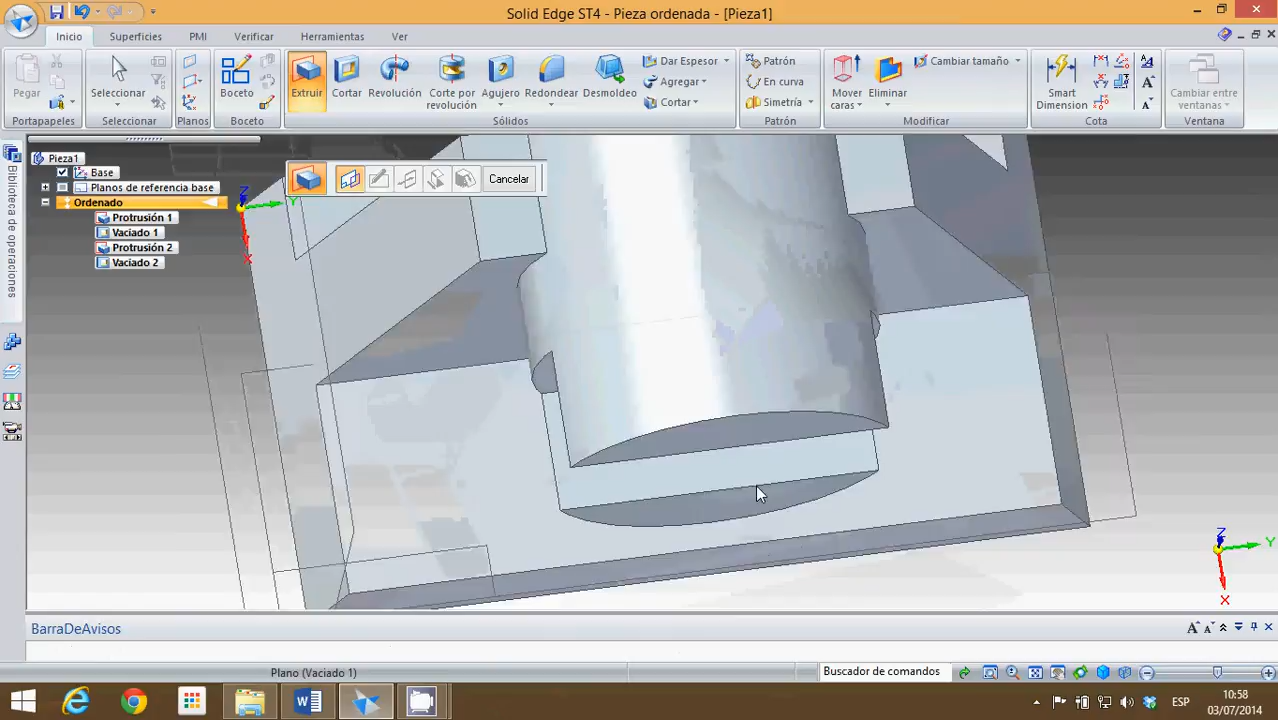 Solid Edge ST4 - Pieza ordenada - [Pieza1]
Inicio Superficies PMI Verificar Herramientas Ver
Pegar
Portapapeles
Seleccionar
Seleccionar
Planos
Boceto
Boceto
Extruir
Cortar
Revolución
Corte por
revolución
Agujero
Redondear
Desmoldeo
Dar Espesor
Agregar
Cortar
Sólidos
Patrón
En curva
Simetría
Patrón
Mover
caras
Eliminar
Cambiar tamaño
Modificar
Smart
Dimension
Cota
Cambiar entre
ventanas
Ventana
Biblioteca de operaciones
Pieza1
Base
Planos de referencia base
Ordenado
Protrusión 1
Vaciado 1
Protrusión 2
Vaciado 2
Cancelar
Z
Y
X
Z
Y
X
BarraDeAvisos
Plano (Vaciado 1)
Buscador de comandos
ESP
10:58
03/07/2014